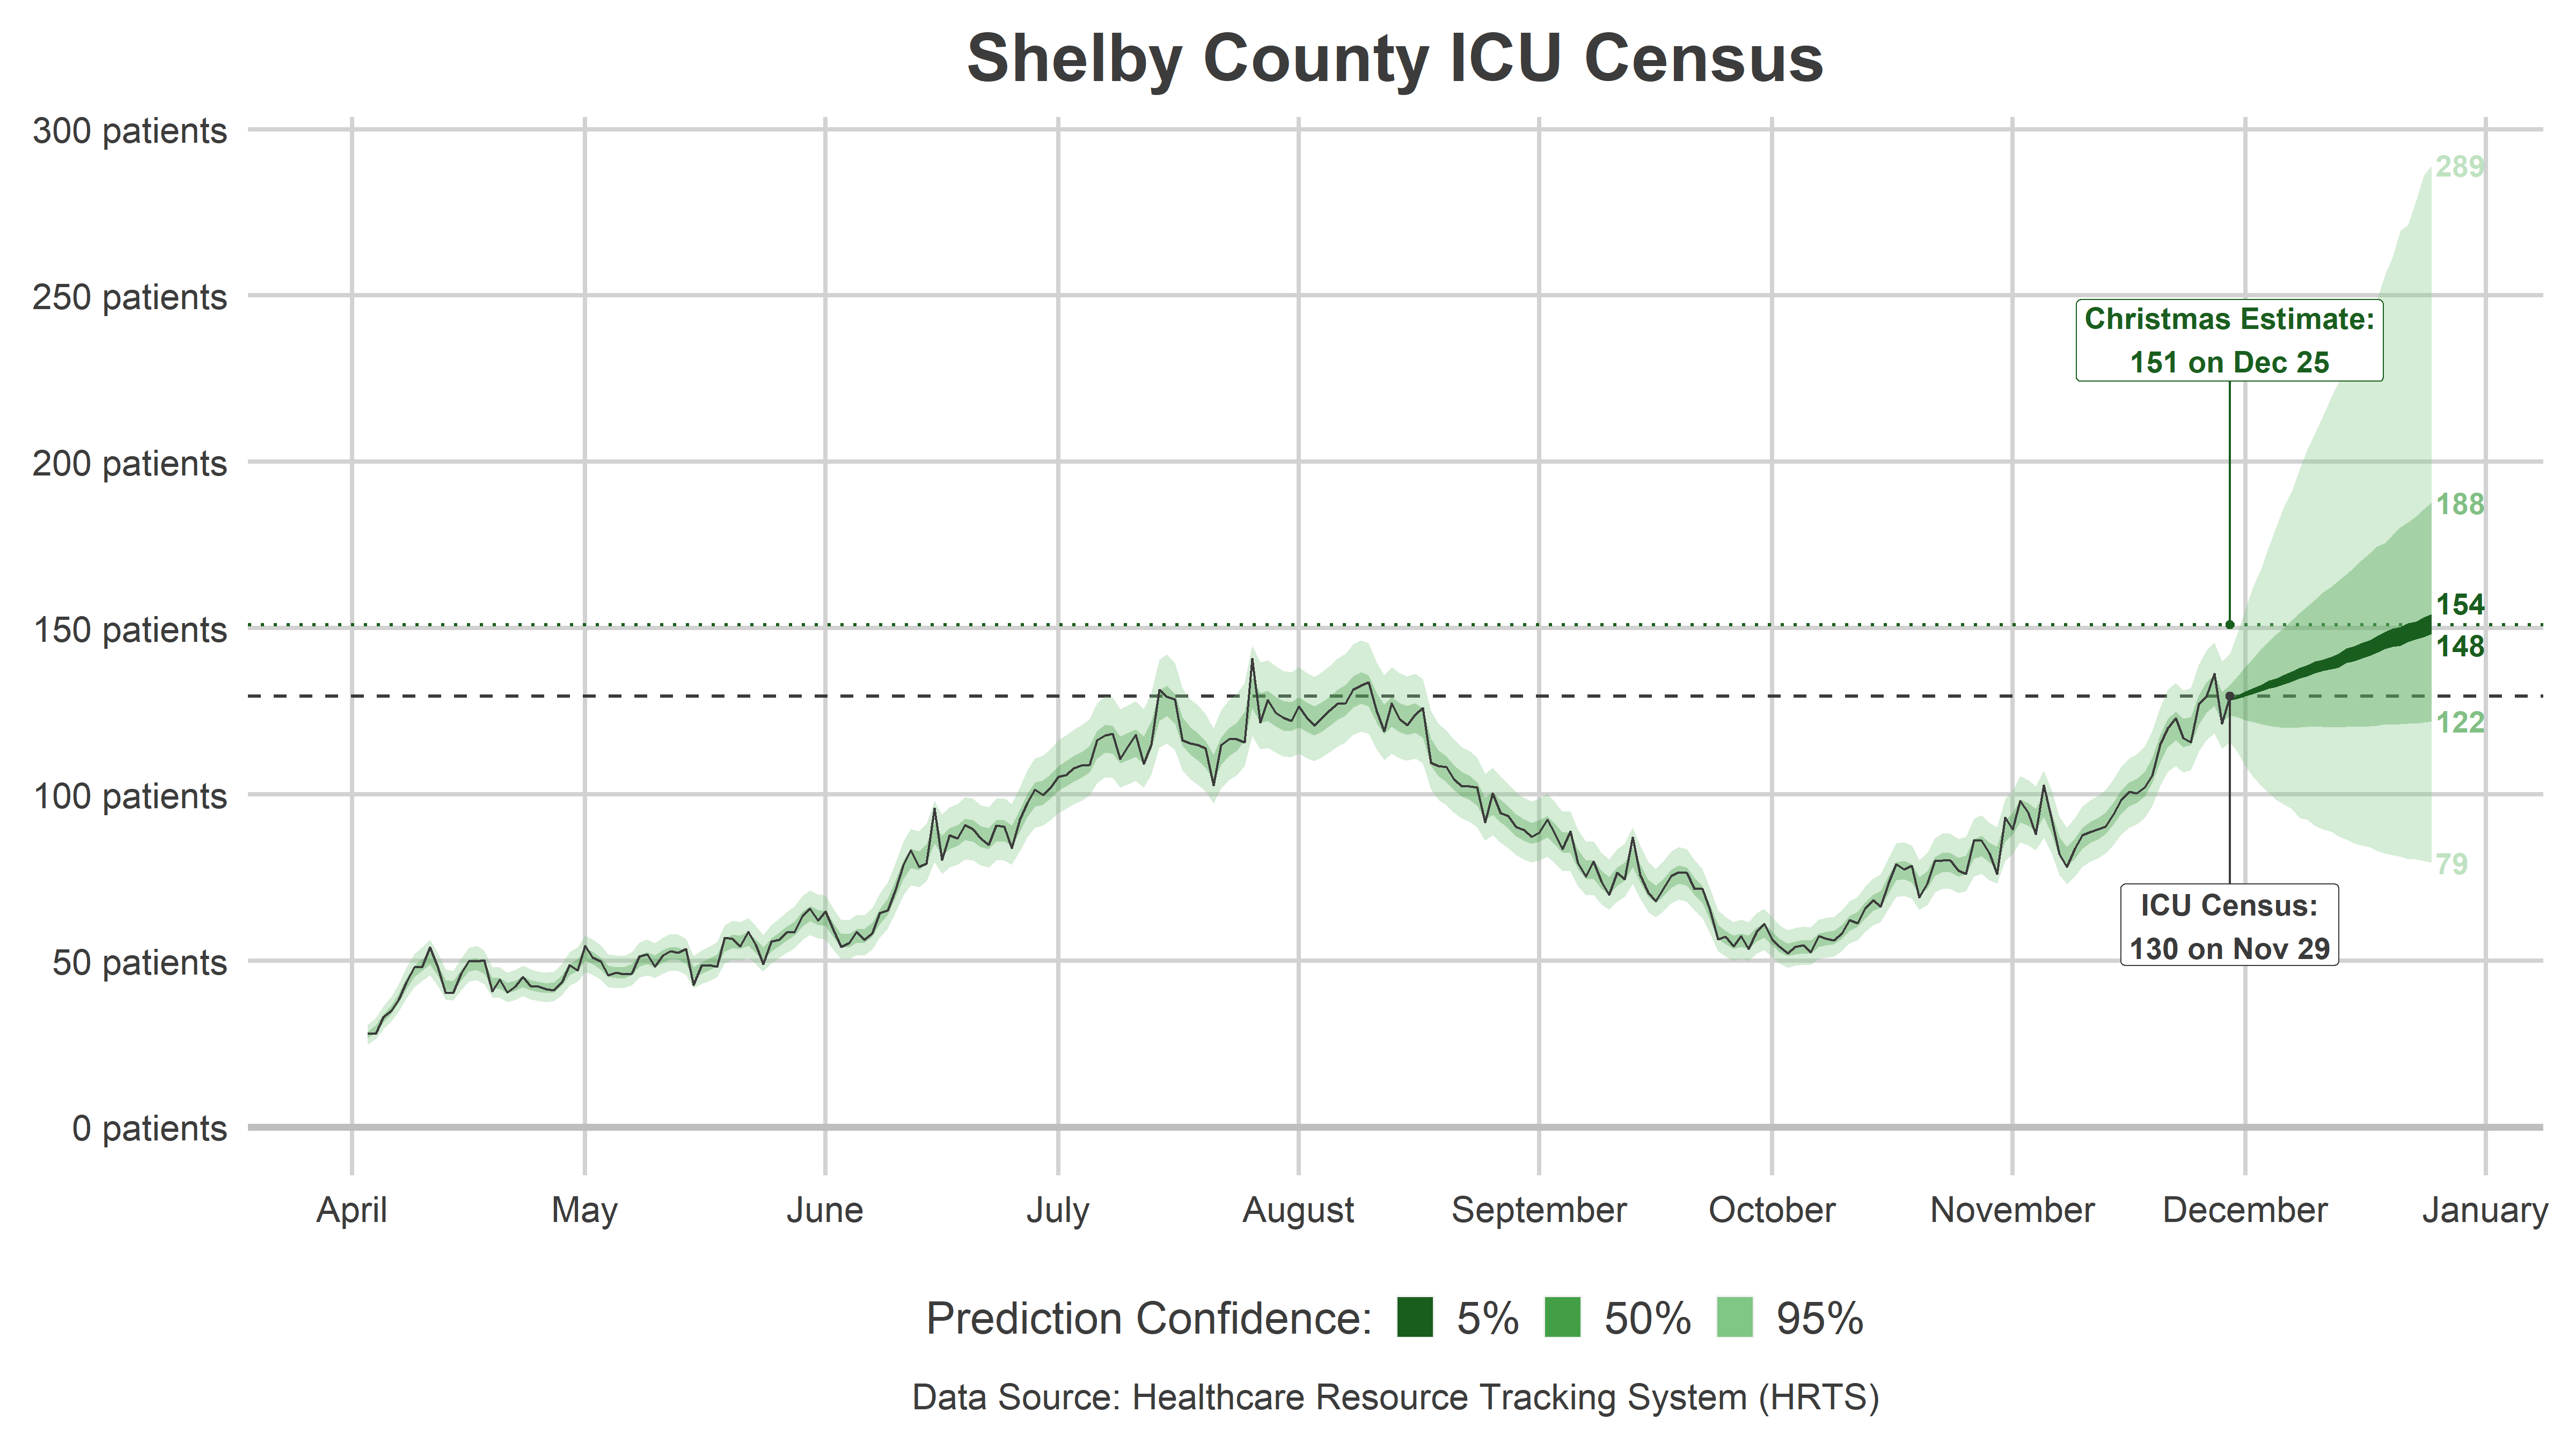 Shelby County ICU Census
300 patients
250 patients
200 patients
150 patients
100 patients
50 patients
0 patients
289
Christmas Estimate:
151 on Dec 25
188
154
148
122
79
ICU Census:
130 on Nov 29
April May June July August September October November December January
Prediction Confidence: 5% 50% 95%
Data Source: Healthcare Resource Tracking System (HRTS)